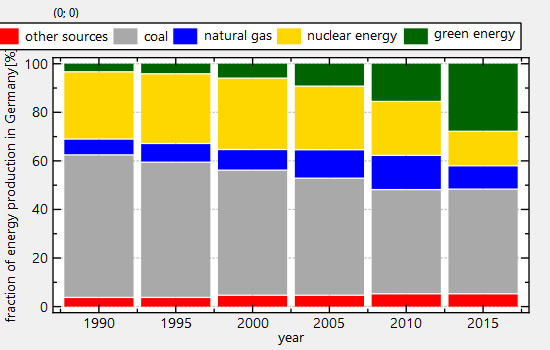 (0; 0)
other sources coal natural gas nuclear energy green energy
fraction of energy production in Germany[%]
100
80
60
40
20
0
1990 1995 2000 2005 2010 2015
year